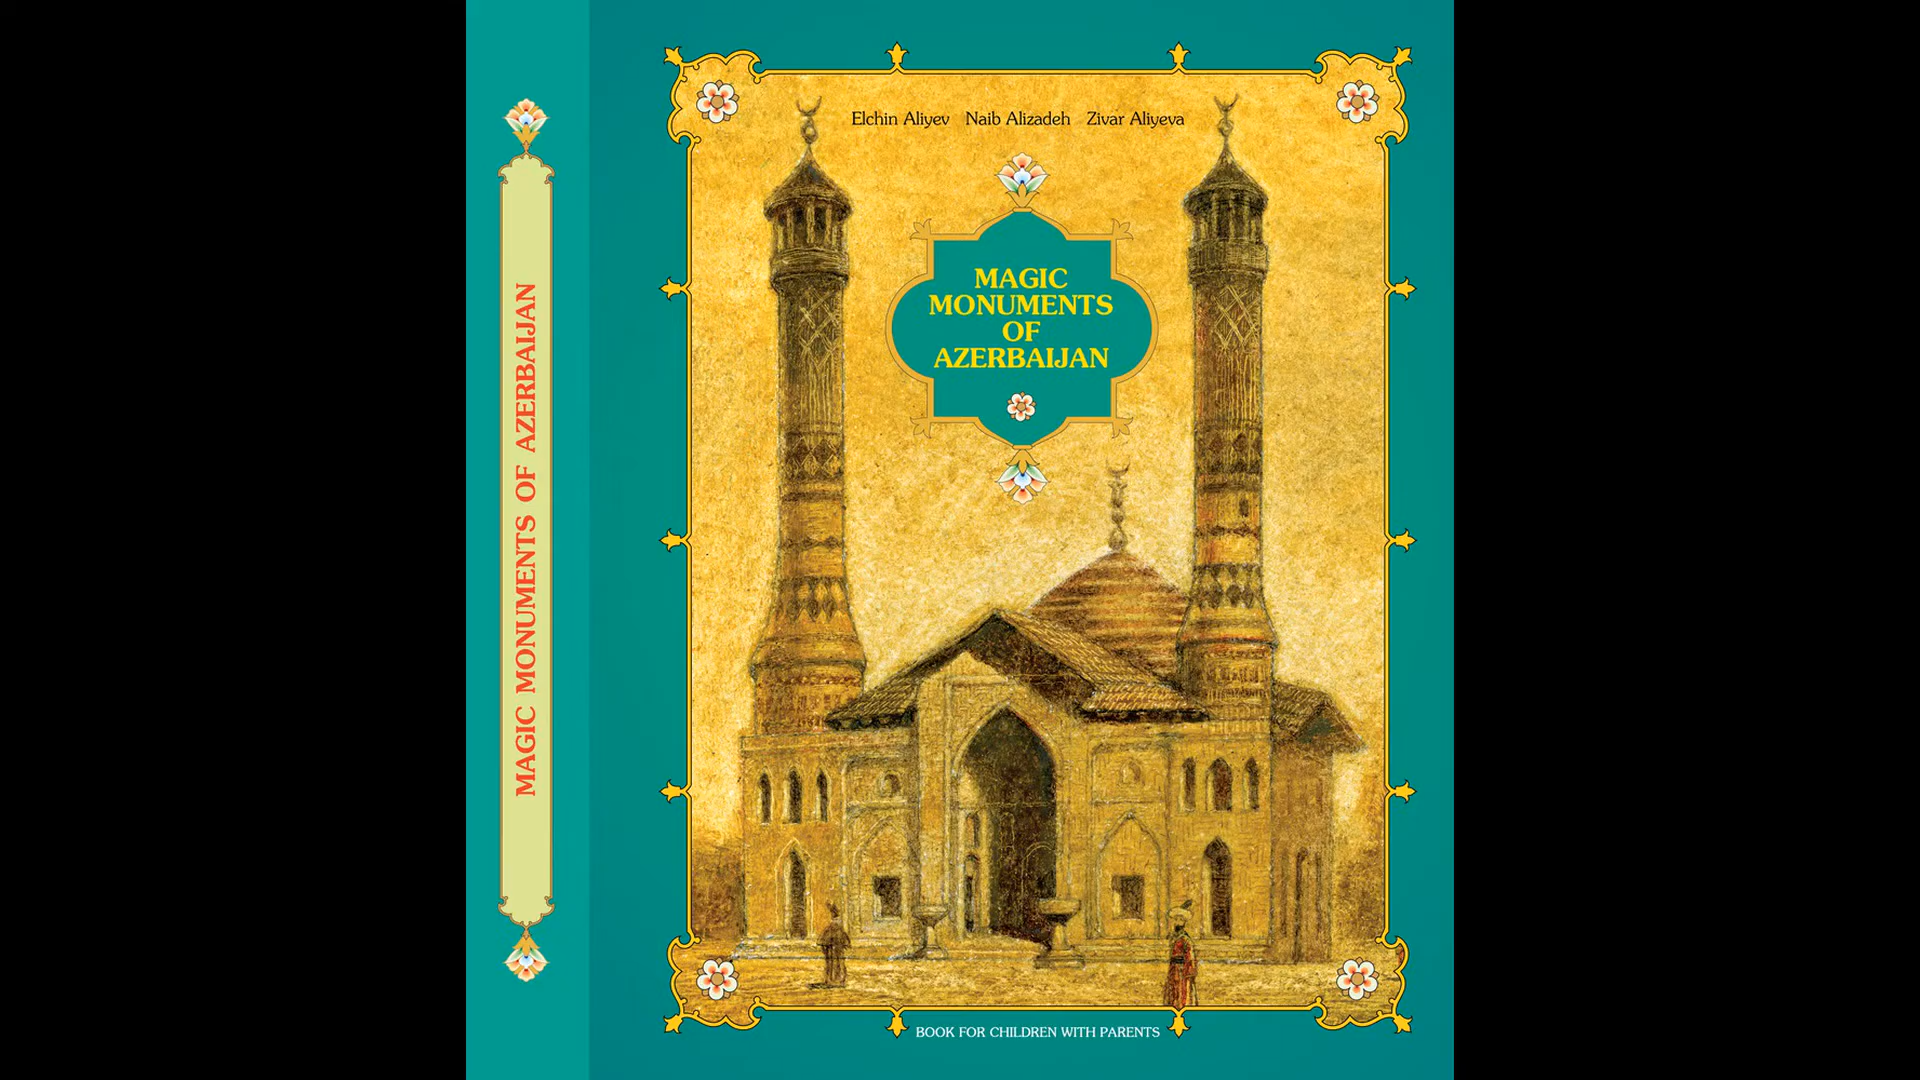 MAGIC MONUMENTS OF AZERBAIJAN
Elchin Aliyev Naib Alizadeh Zivar Aliyeva
MAGIC
MONUMENTS
OF
AZERBAIJAN
BOOK FOR CHILDREN WITH PARENTS